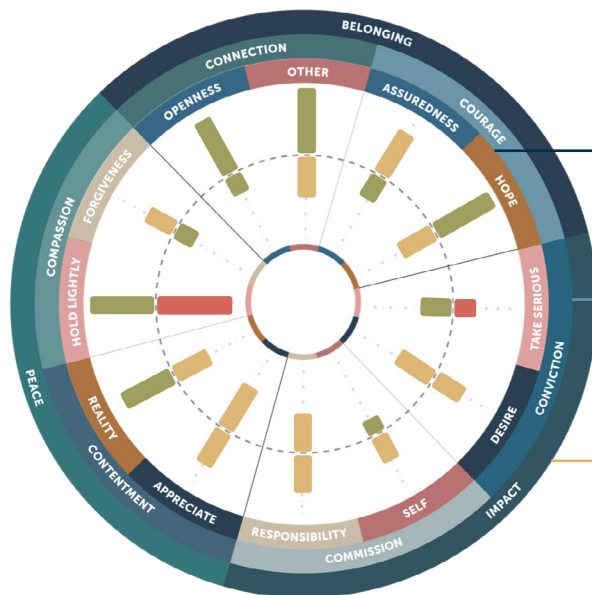 BELONGING
CONNECTION
COURAGE
OPENNESS
OTHER
ASSUREDNESS
HOPE
COMPASSION
FORGIVENESS
HOLD LIGHTLY
TAKE SERIOUS
CONVICTION
DESIRE
IMPACT
PEACE
REALITY
CONTENTMENT
APPRECIATE
RESPONSIBILITY
SELF
COMMISSION